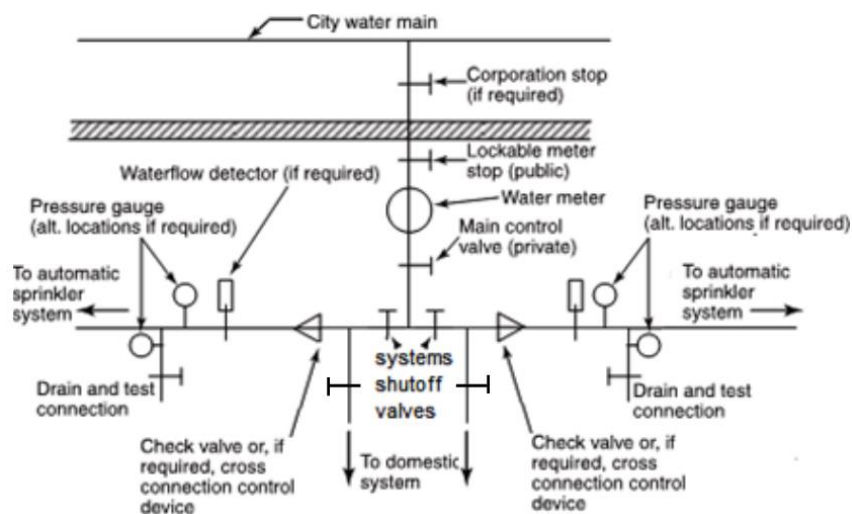 City water main
Corporation stop
(if required)
Lockable meter
stop (public)
Waterflow detector (if required)
Water meter
Pressure gauge
(alt. locations if required)
Pressure gauge
(alt. locations if required)
Main control
valve (private)
To automatic
sprinkler
system
To automatic
sprinkler
system
systems
shutoff
valves
Drain and test
connection
Drain and test
connection
Check valve or, if
required, cross
connection control
device
To domestic
system
Check valve or, if
required, cross
connection control
device